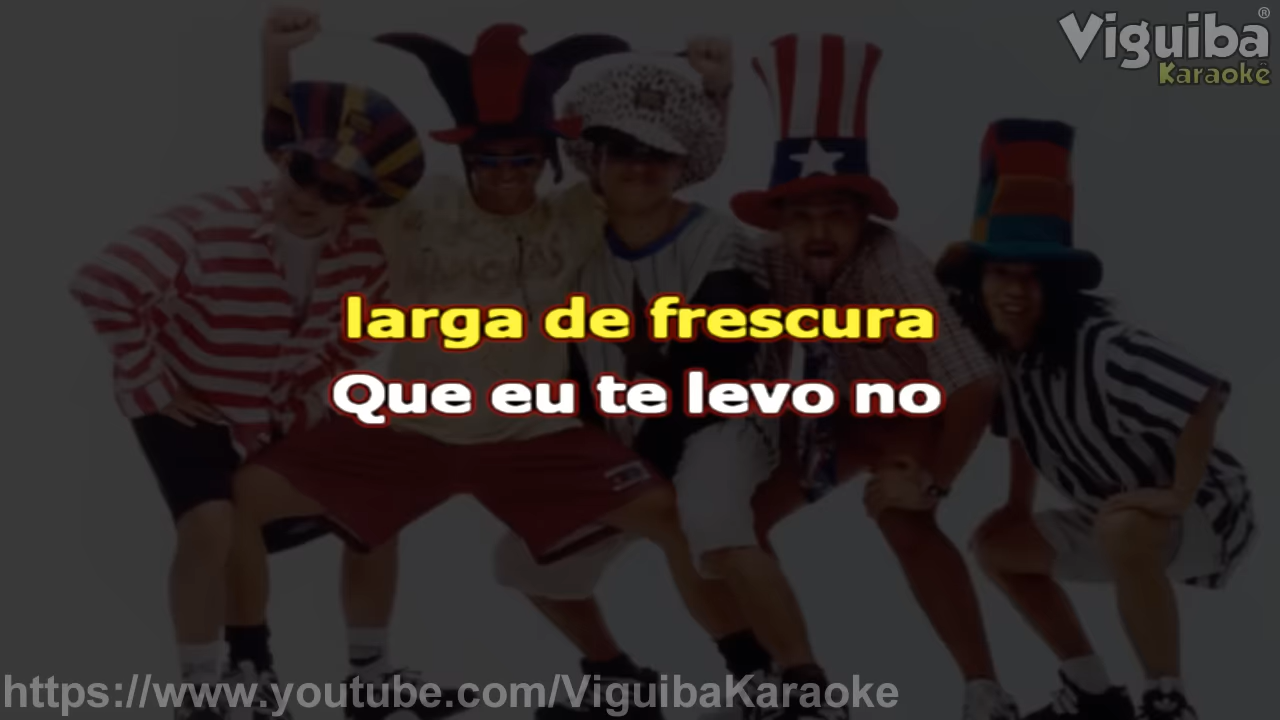 Viguiba®
Karaokê
larga de frescura
Que eu te levo no
https://www.youtube.com/ViguibaKaraoke